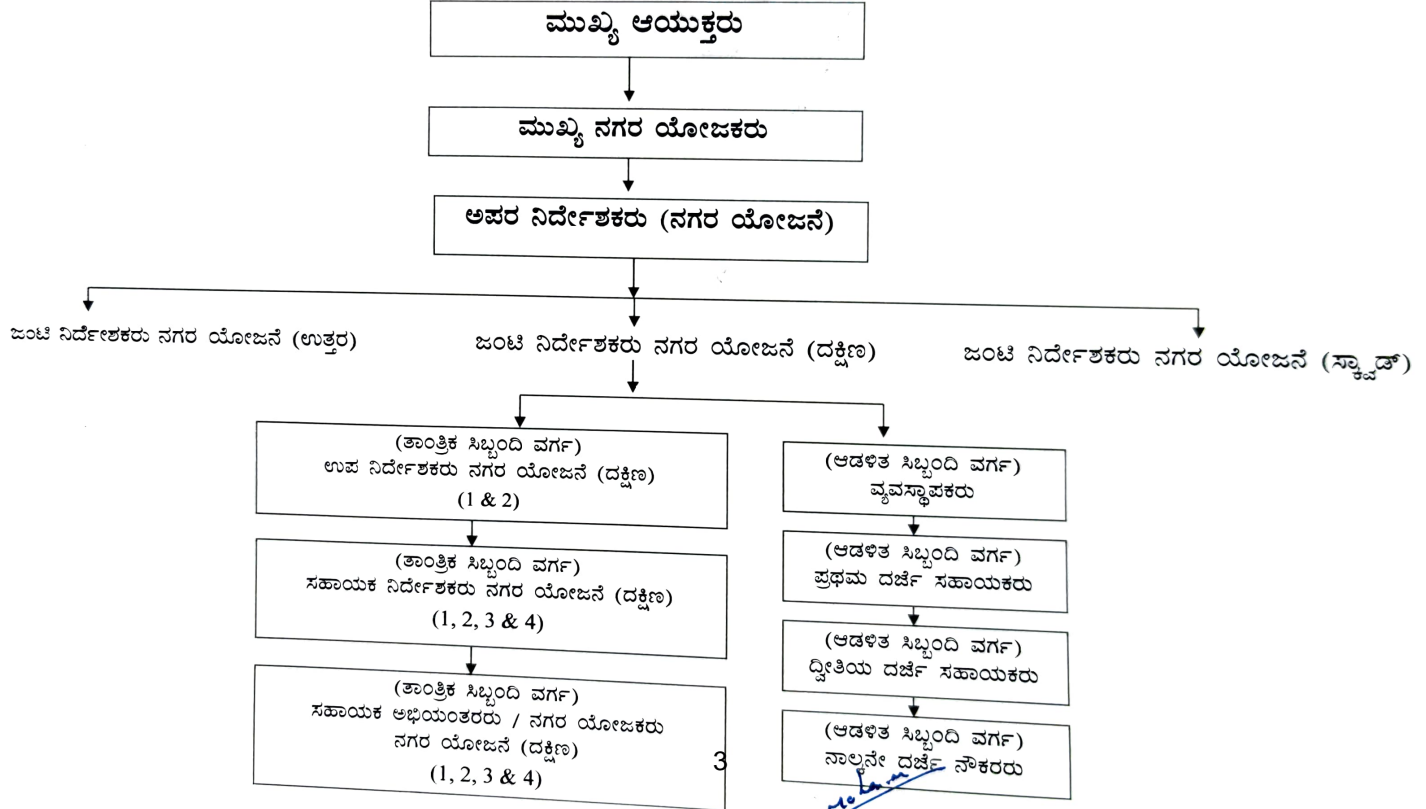 ಮುಖ್ಯ ಆಯುಕ್ತರು
ಮುಖ್ಯ ನಗರ ಯೋಜಕರು
ಅಪರ ನಿರ್ದೇಶಕರು (ನಗರ ಯೋಜನೆ)
ಜಂಟಿ ನಿರ್ದೇಶಕರು ನಗರ ಯೋಜನೆ (ಉತ್ತರ)
ಜಂಟಿ ನಿರ್ದೇಶಕರು ನಗರ ಯೋಜನೆ (ದಕ್ಷಿಣ)
ಜಂಟಿ ನಿರ್ದೇಶಕರು ನಗರ ಯೋಜನೆ (ಸ್ಕ್ವಾಡ್)
(ತಾಂತ್ರಿಕ ಸಿಬ್ಬಂದಿ ವರ್ಗ)
ಉಪ ನಿರ್ದೇಶಕರು ನಗರ ಯೋಜನೆ (ದಕ್ಷಿಣ)
(1 & 2)
(ತಾಂತ್ರಿಕ ಸಿಬ್ಬಂದಿ ವರ್ಗ)
ಸಹಾಯಕ ನಿರ್ದೇಶಕರು ನಗರ ಯೋಜನೆ (ದಕ್ಷಿಣ)
(1, 2, 3 & 4)
(ತಾಂತ್ರಿಕ ಸಿಬ್ಬಂದಿ ವರ್ಗ)
ಸಹಾಯಕ ಅಭಿಯಂತರರು / ನಗರ ಯೋಜಕರು
ನಗರ ಯೋಜನೆ (ದಕ್ಷಿಣ)
(1, 2, 3 & 4)
(ಆಡಳಿತ ಸಿಬ್ಬಂದಿ ವರ್ಗ)
ವ್ಯವಸ್ಥಾಪಕರು
(ಆಡಳಿತ ಸಿಬ್ಬಂದಿ ವರ್ಗ)
ಪ್ರಥಮ ದರ್ಜೆ ಸಹಾಯಕರು
(ಆಡಳಿತ ಸಿಬ್ಬಂದಿ ವರ್ಗ)
ದ್ವೀತಿಯ ದರ್ಜೆ ಸಹಾಯಕರು
(ಆಡಳಿತ ಸಿಬ್ಬಂದಿ ವರ್ಗ)
ನಾಲ್ಕನೇ ದರ್ಜೆ ನೌಕರರು
3